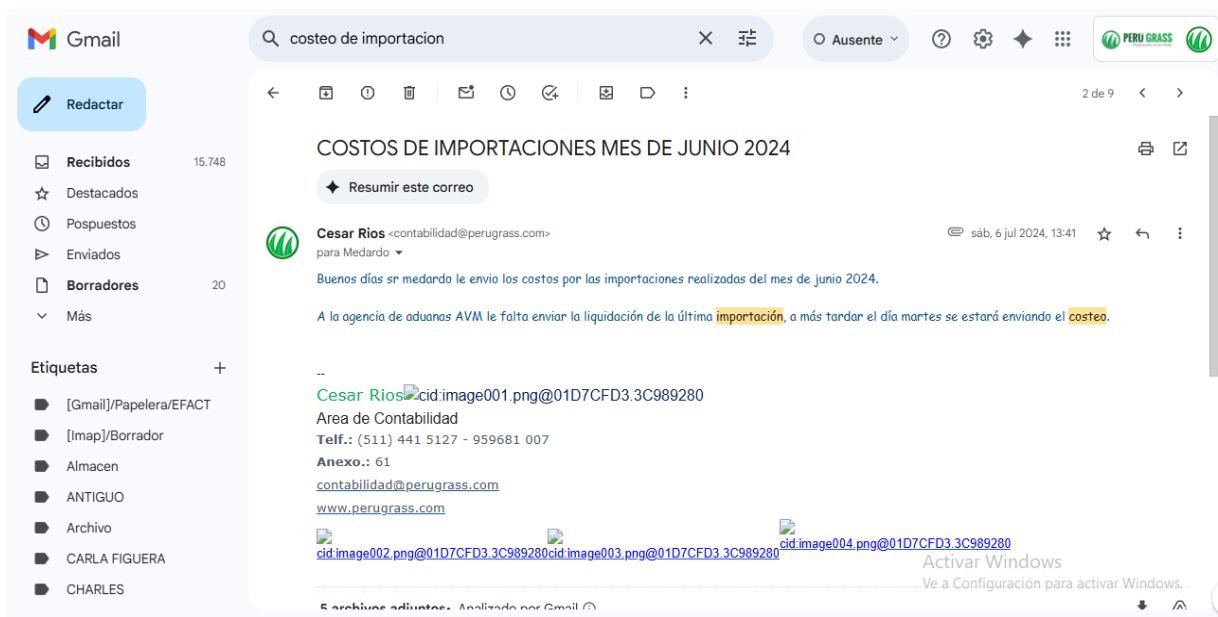 Gmail
costeo de importacion
Ausente
PERU GRASS
Redactar
2 de 9
Recibidos 15.748
Destacados
Pospuestos
Enviados
Borradores 20
Más
Etiquetas
[Gmail]/Papelera/EFACT
[Imap]/Borrador
Almacen
ANTIGUO
Archivo
CARLA FIGUERA
CHARLES
COSTOS DE IMPORTACIONES MES DE JUNIO 2024
Resumir este correo
Cesar Rios <contabilidad@perugrass.com>
sáb, 6 jul 2024, 13:41
para Medardo
Buenos días sr medardo le envio los costos por las importaciones realizadas del mes de junio 2024.
A la agencia de aduanas AVM le falta enviar la liquidación de la última importación, a más tardar el día martes se estará enviando el costeo.
--
Cesar Rios cid:image001.png@01D7CFD3.3C989280
Area de Contabilidad
Telf.: (511) 441 5127 - 959681 007
Anexo.: 61
contabilidad@perugrass.com
www.perugrass.com
cid:image002.png@01D7CFD3.3C989280 cid:image003.png@01D7CFD3.3C989280 cid:image004.png@01D7CFD3.3C989280
Activar Windows
Ve a Configuración para activar Windows.
5 archivos adjuntos• Analizado por Gmail